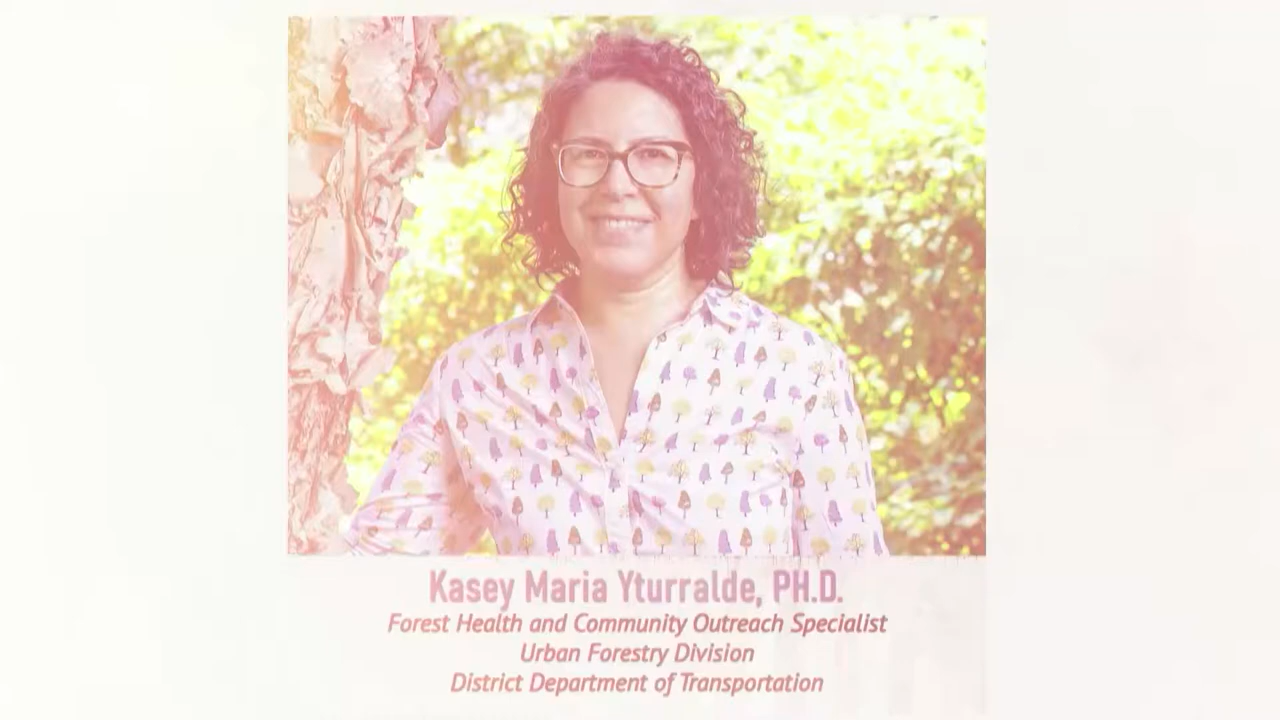 Kasey Maria Yturralde, PH.D.
Forest Health and Community Outreach Specialist
Urban Forestry Division
District Department of Transportation